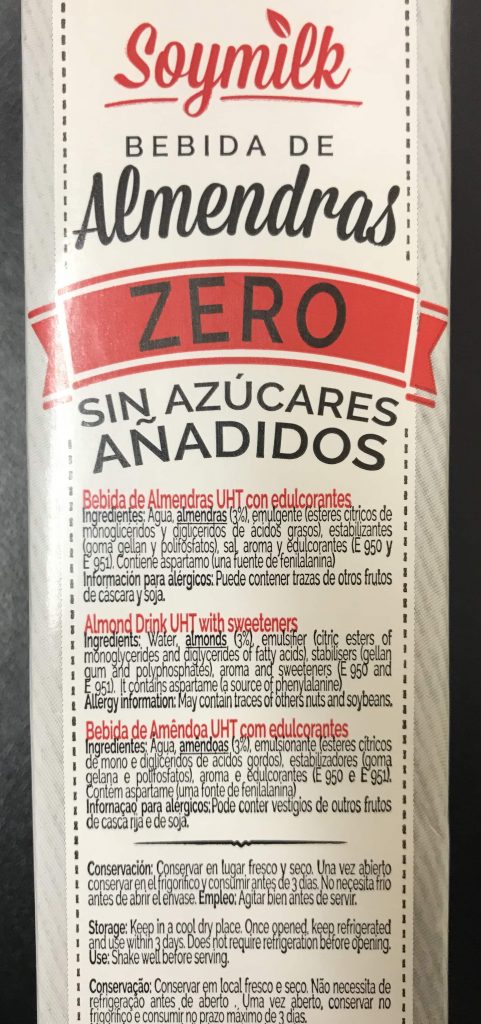 Soymilk
BEBIDA DE
Almendras
ZERO
SIN AZÚCARES
AÑADIDOS
Bebida de Almendras UHT con edulcorantes
Ingredientes: Agua, almendras (3%), emulgente (ésteres cítricos de
monoglicéridos y diglicéridos de ácidos grasos), estabilizantes
(goma gellan y polifosfatos), sal, aroma y edulcorantes (E 950 y
E 951). Contiene aspartamo (una fuente de fenilalanina)
Información para alérgicos: Puede contener trazas de otros frutos
de cáscara y soja.
Almond Drink UHT with sweeteners
Ingredients: Water, almonds (3%), emulsifier (citric esters of
monoglycerides and diglycerides of fatty acids), stabilisers (gellan
gum and polyphosphates), aroma and sweeteners (E 950 and
E 951). It contains aspartame (a source of phenylalanine)
Allergy information: May contain traces of others nuts and soybeans.
Bebida de Amêndoa UHT com edulcorantes
Ingredientes: Água, amêndoas (3%), emulsionante (ésteres cítricos
de mono e diglicéridos de ácidos gordos), estabilizadores (goma
gelana e polifosfatos), aroma e edulcorantes (E 950 e E 951).
Contém aspartame (uma fonte de fenilalanina)
Infornaçao para alérgicos: Pode conter vestigios de outros frutos
de casca rija e de soja.
Conservación: Conservar en lugar fresco y seco. Una vez abierto
conservar en el frigorífico y consumir antes de 3 días. No necesita frío
antes de abrir el envase. Empleo: Agitar bien antes de servir.
Storage: Keep in a cool dry place. Once opened, keep refrigerated
and use within 3 days. Does not require refrigeration before opening.
Use: Shake well before serving.
Conservação: Conservar em local fresco e seco. Não necessita de
refrigeração antes de aberto . Uma vez aberto, conservar no
frigorifico e consumir no prazo máximo de 3 dias.